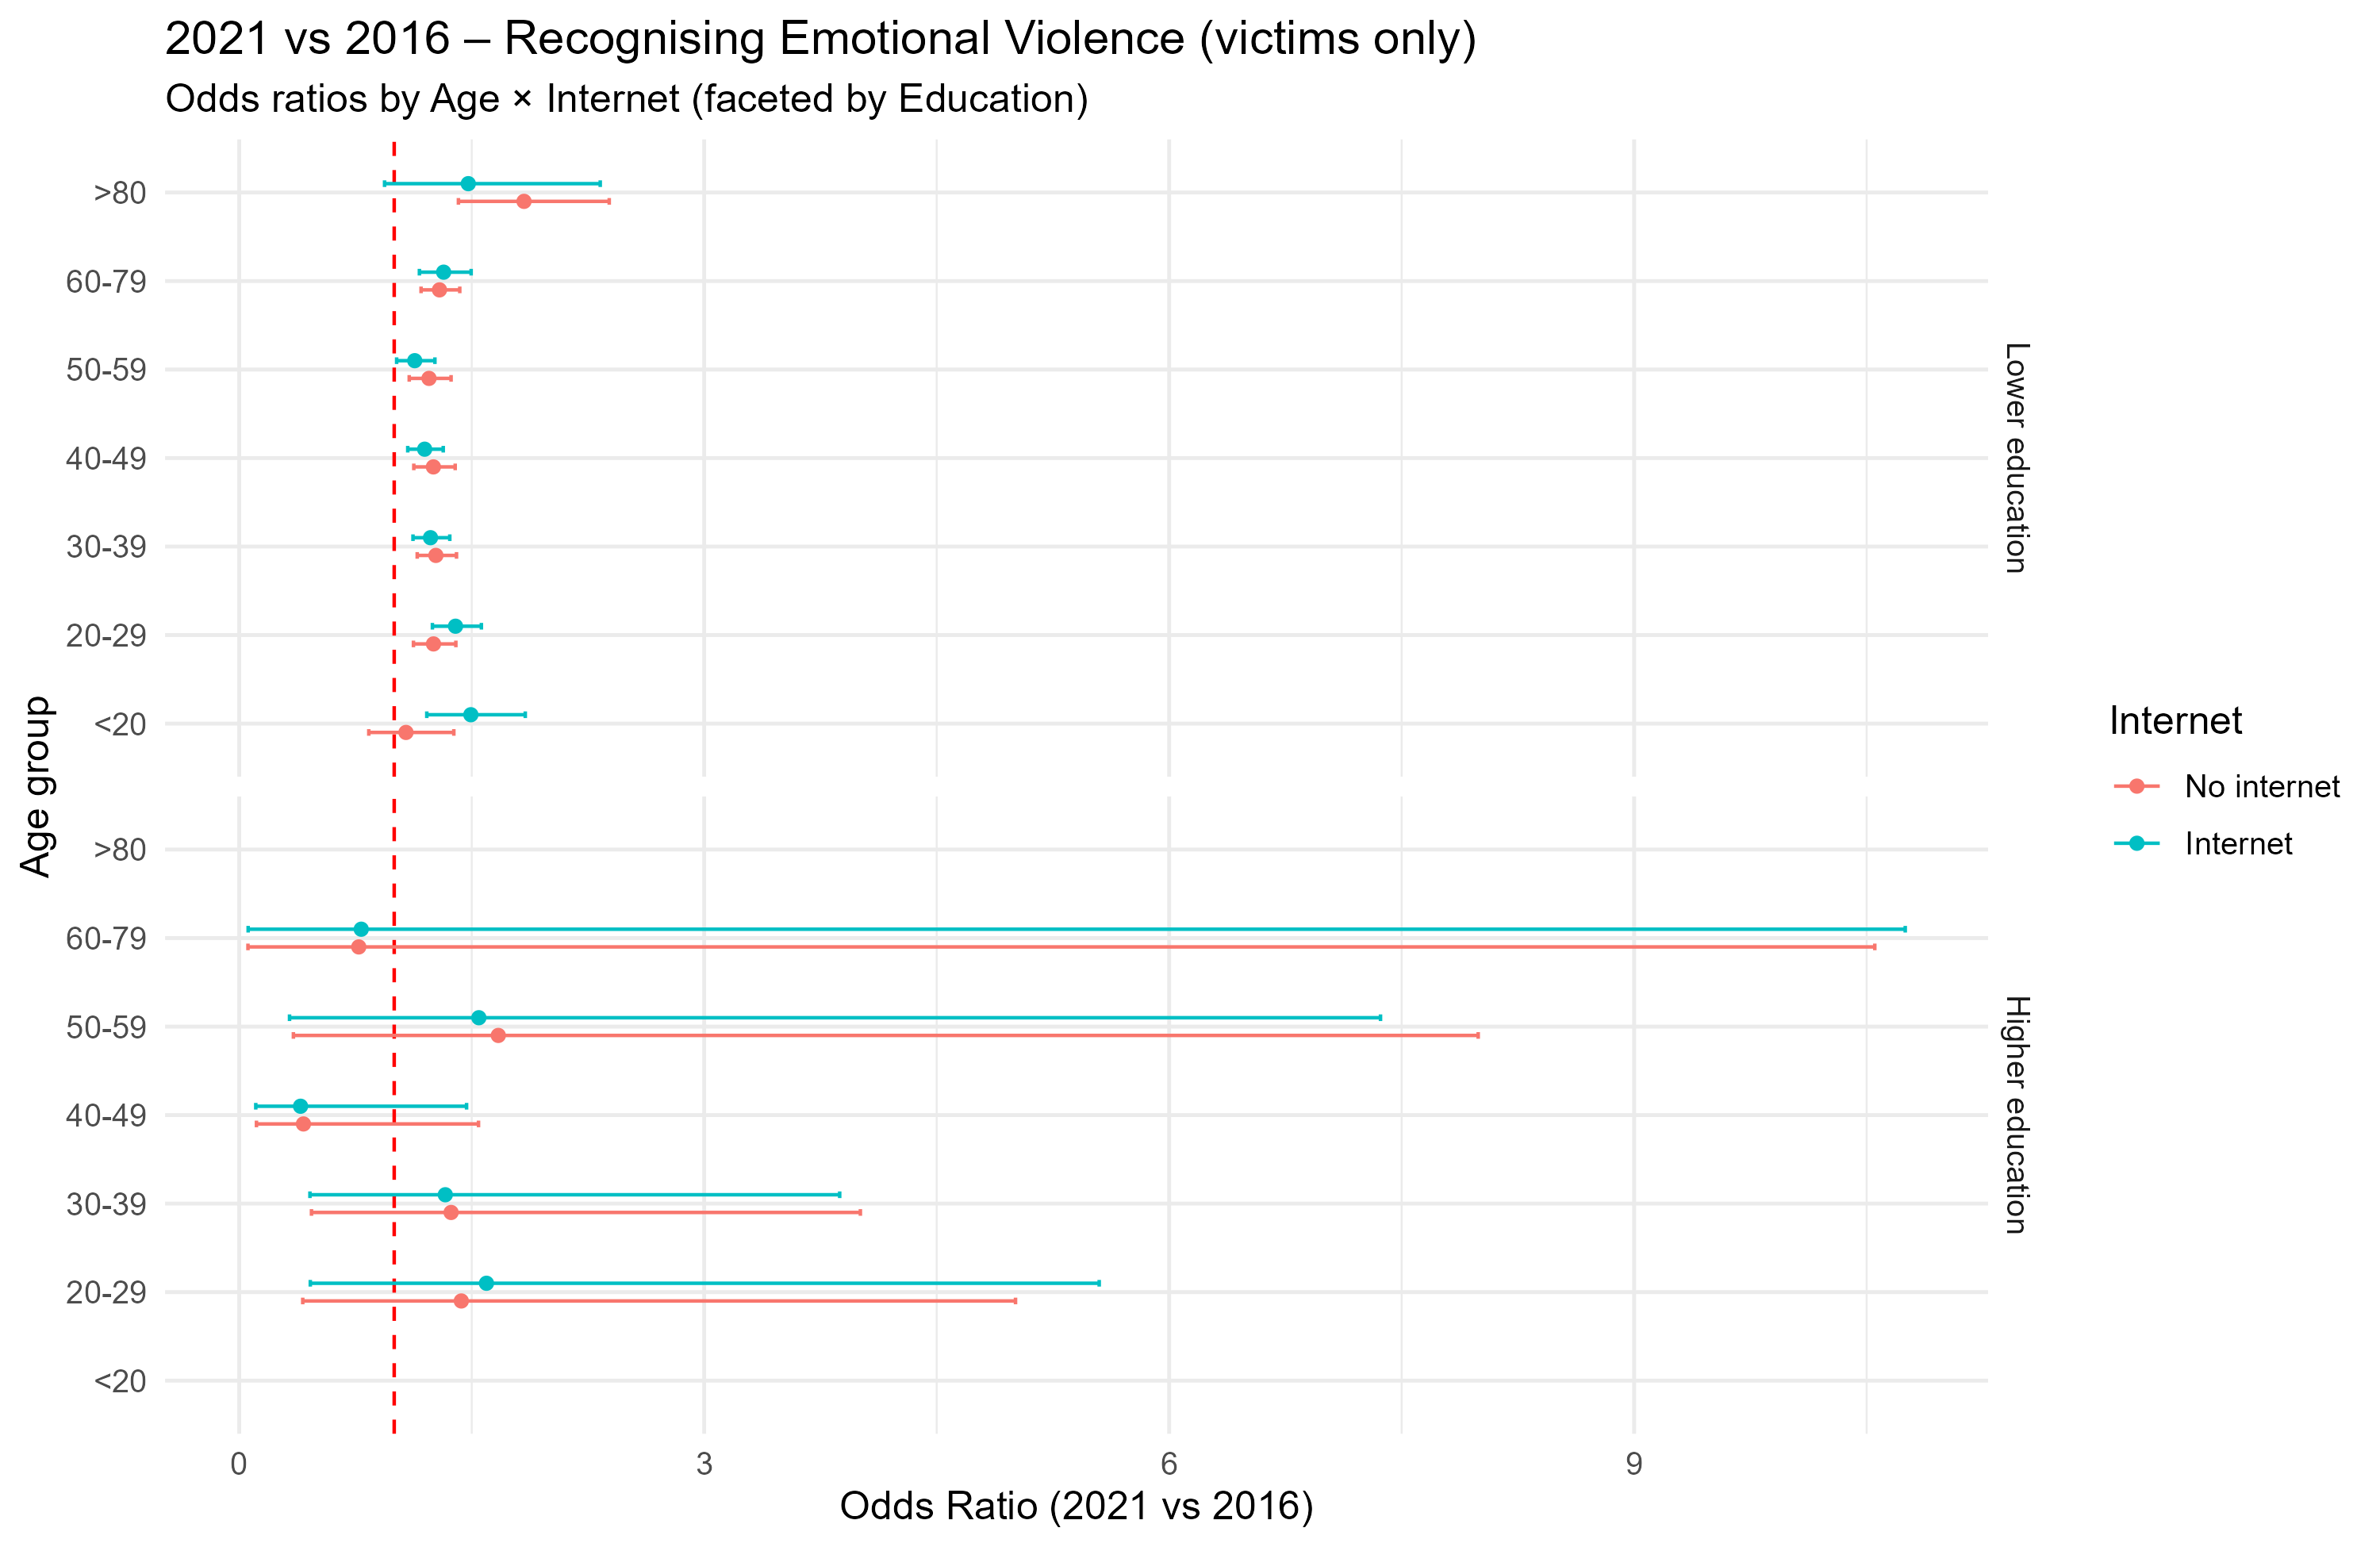 2021 vs 2016 – Recognising Emotional Violence (victims only)
Odds ratios by Age × Internet (faceted by Education)
Age group
>80
60-79
50-59
40-49
30-39
20-29
<20
Lower education
>80
60-79
50-59
40-49
30-39
20-29
<20
Higher education
0 3 6 9
Odds Ratio (2021 vs 2016)
Internet
No internet
Internet